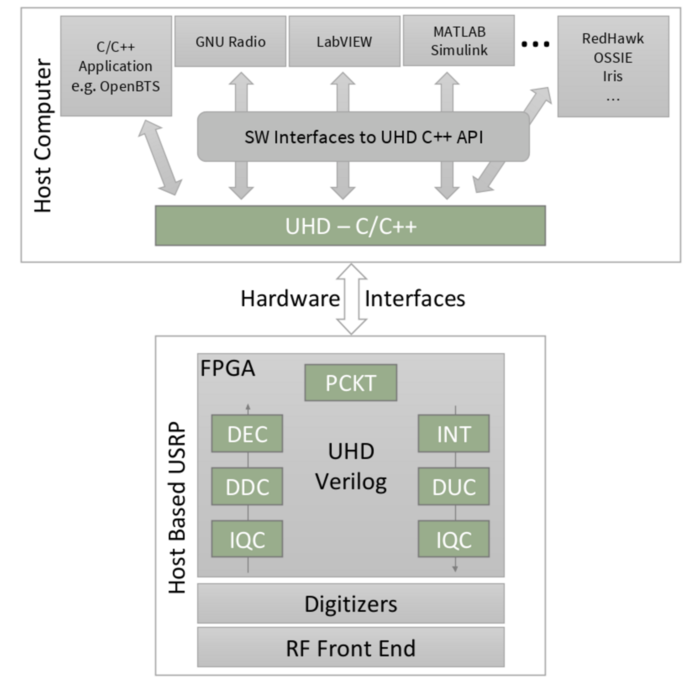 Host Computer
C/C++
Application
e.g. OpenBTS
GNU Radio
LabVIEW
MATLAB
Simulink
...
RedHawk
OSSIE
Iris
...
SW Interfaces to UHD C++ API
UHD – C/C++
Hardware Interfaces
Host Based USRP
FPGA
PCKT
DEC
INT
UHD
Verilog
DDC
DUC
IQC
IQC
Digitizers
RF Front End